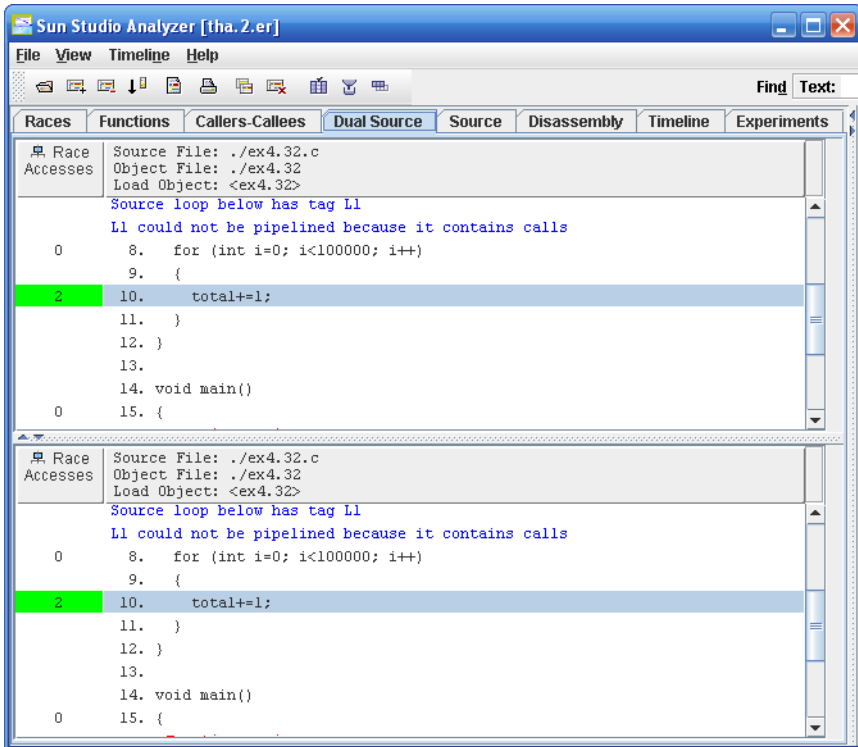 Sun Studio Analyzer [tha.2.er]
File View Timeline Help
Find Text:
Races Functions Callers-Callees Dual Source Source Disassembly Timeline Experiments
Race Accesses
Source File: ./ex4.32.c
Object File: ./ex4.32
Load Object: <ex4.32>
Source loop below has tag L1
L1 could not be pipelined because it contains calls
0 8. for (int i=0; i<100000; i++)
9. {
2 10. total+=1;
11. }
12. }
13.
14. void main()
0 15. {
Race Accesses
Source File: ./ex4.32.c
Object File: ./ex4.32
Load Object: <ex4.32>
Source loop below has tag L1
L1 could not be pipelined because it contains calls
0 8. for (int i=0; i<100000; i++)
9. {
2 10. total+=1;
11. }
12. }
13.
14. void main()
0 15. {